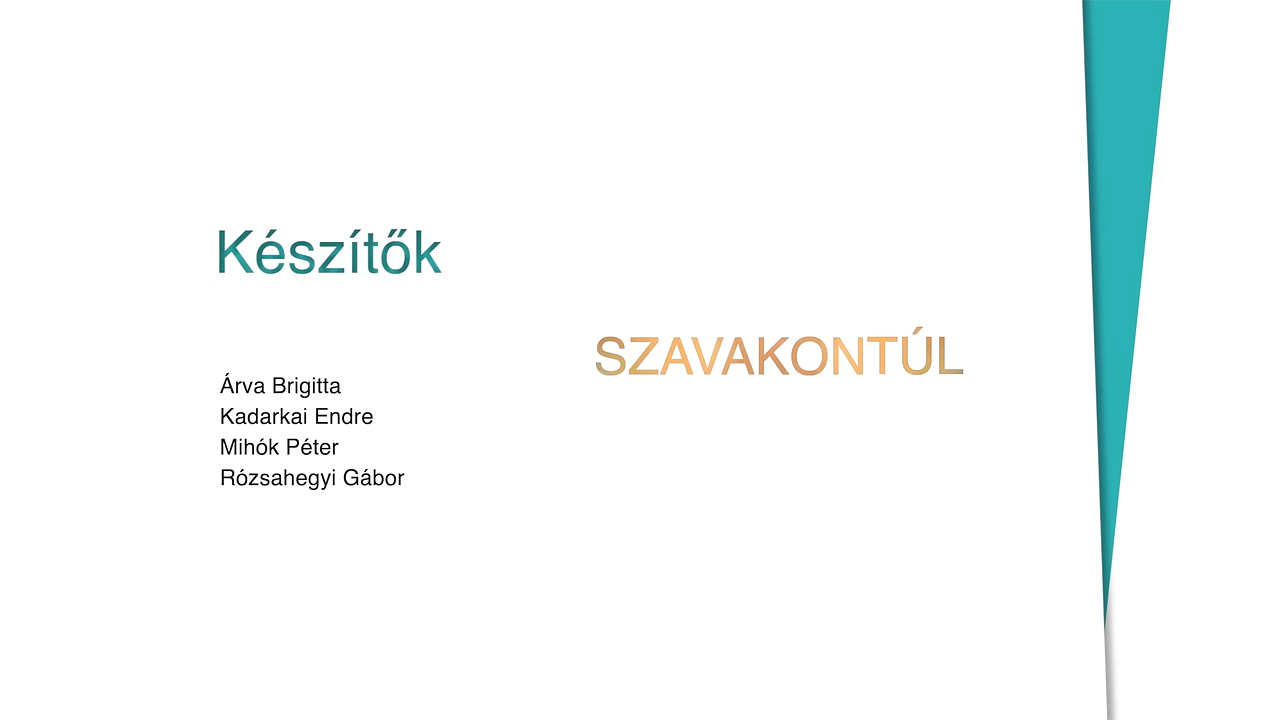 Készítők
SZAVAKONTÚL
Árva Brigitta
Kadarkai Endre
Mihók Péter
Rózsahegyi Gábor